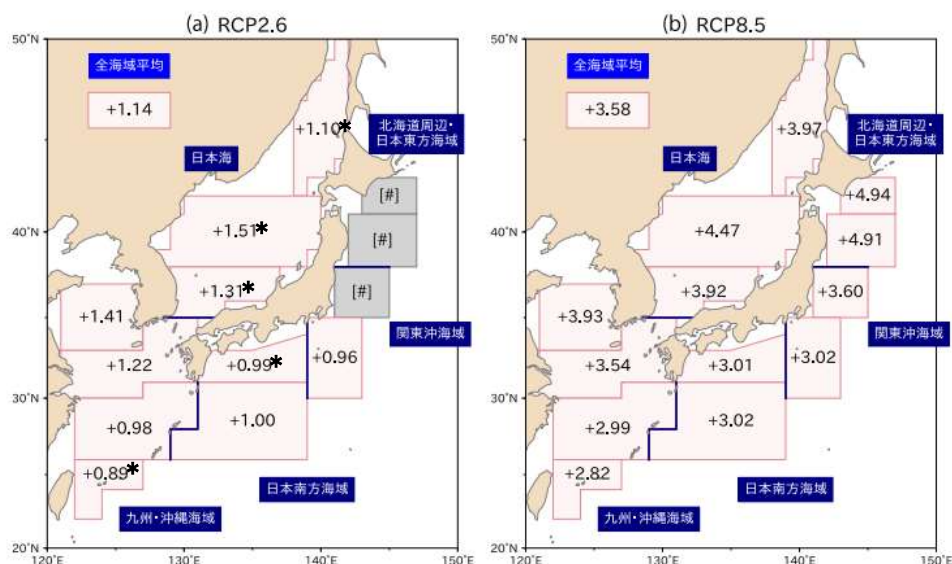 (a) RCP2.6
50°N
40°N
30°N
20°N
120°E
130°E
140°E
150°E
全海域平均
+1.14
日本海
北海道周辺・
日本東方海域
+1.10*
[#]
+1.51*
[#]
+1.31*
[#]
+1.41
関東沖海域
+1.22
+0.99*
+0.96
+0.98
+1.00
+0.89*
日本南方海域
九州・沖縄海域
(b) RCP8.5
50°N
40°N
30°N
20°N
120°E
130°E
140°E
150°E
全海域平均
+3.58
日本海
北海道周辺・
日本東方海域
+3.97
+4.94
+4.47
+4.91
+3.92
+3.60
+3.93
関東沖海域
+3.54
+3.01
+3.02
+2.99
+3.02
+2.82
日本南方海域
九州・沖縄海域